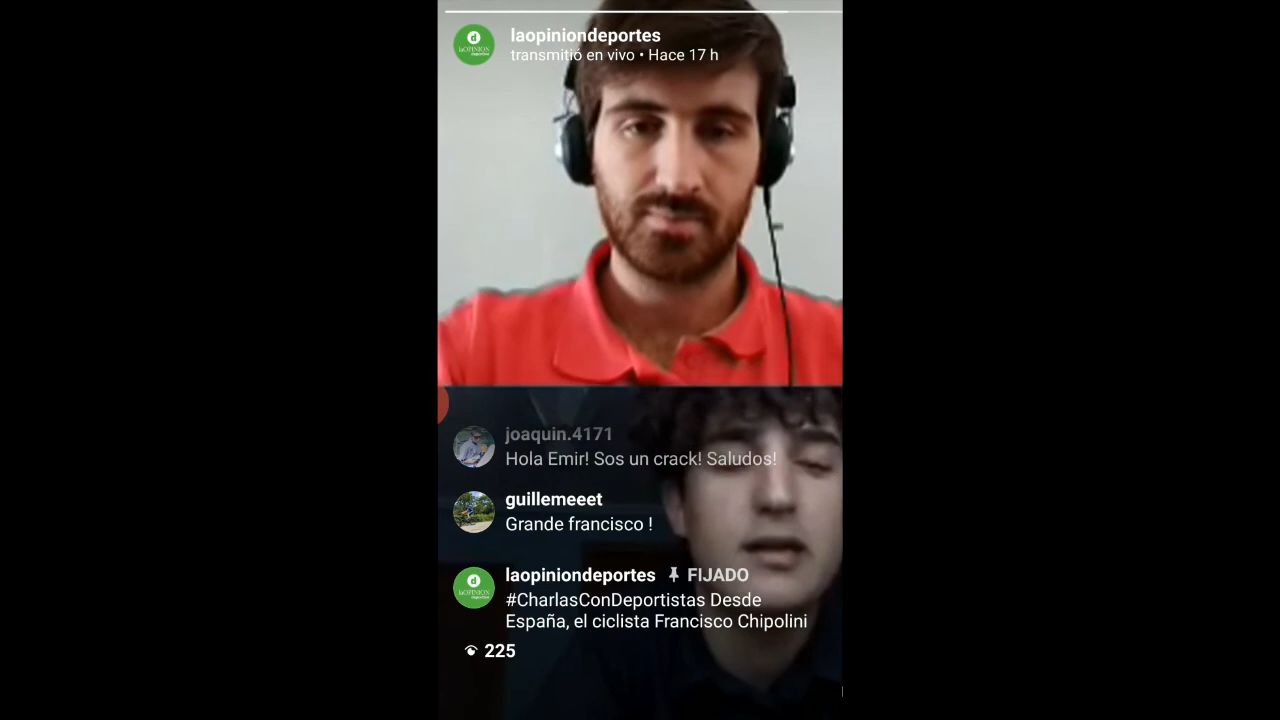 laopiniondeportes
transmitió en vivo • Hace 17 h
joaquin.4171
Hola Emir! Sos un crack! Saludos!
guillemeeet
Grande francisco !
laopiniondeportes FIJADO
#CharlasConDeportistas Desde
España, el ciclista Francisco Chipolini
225